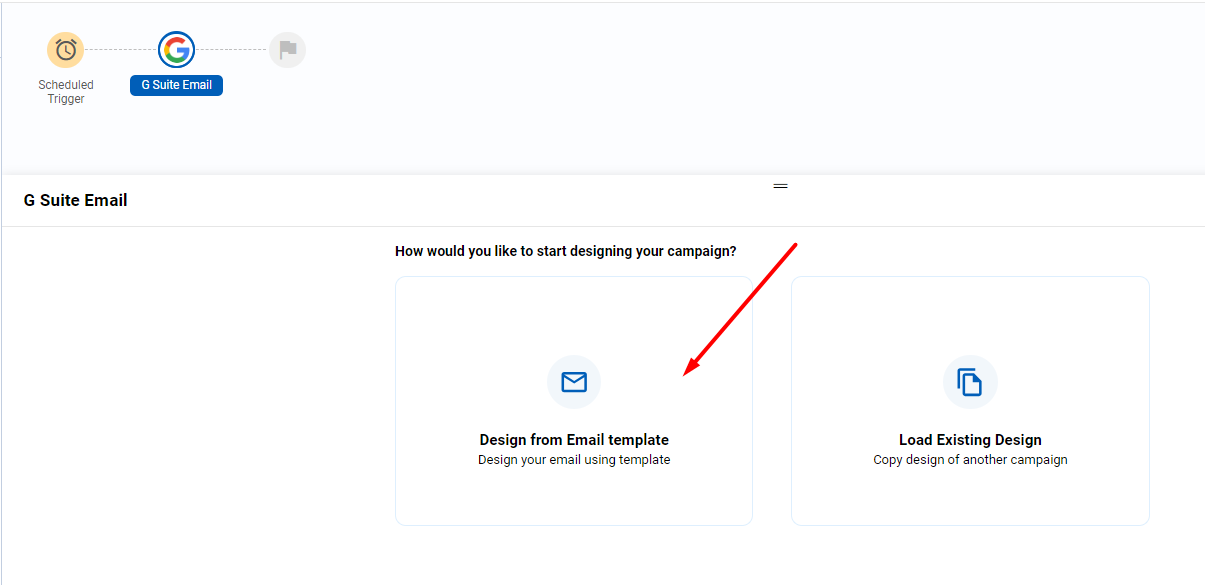 Scheduled
Trigger
G Suite Email
G Suite Email
How would you like to start designing your campaign?
Design from Email template
Design your email using template
Load Existing Design
Copy design of another campaign